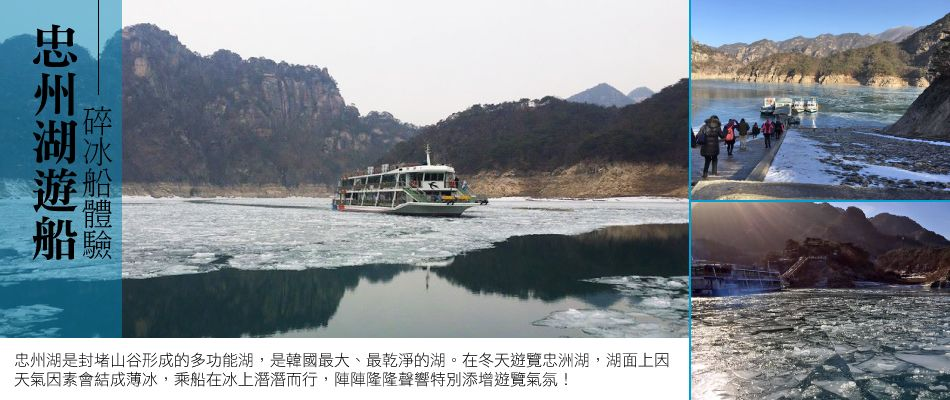 忠州湖遊船
碎冰船體驗
忠州湖是封堵山谷形成的多功能湖，是韓國最大、最乾淨的湖。在冬天遊覽忠洲湖，湖面上因
天氣因素會結成薄冰，乘船在冰上潛潛而行，陣陣隆隆聲響特別添增遊覽氣氛！